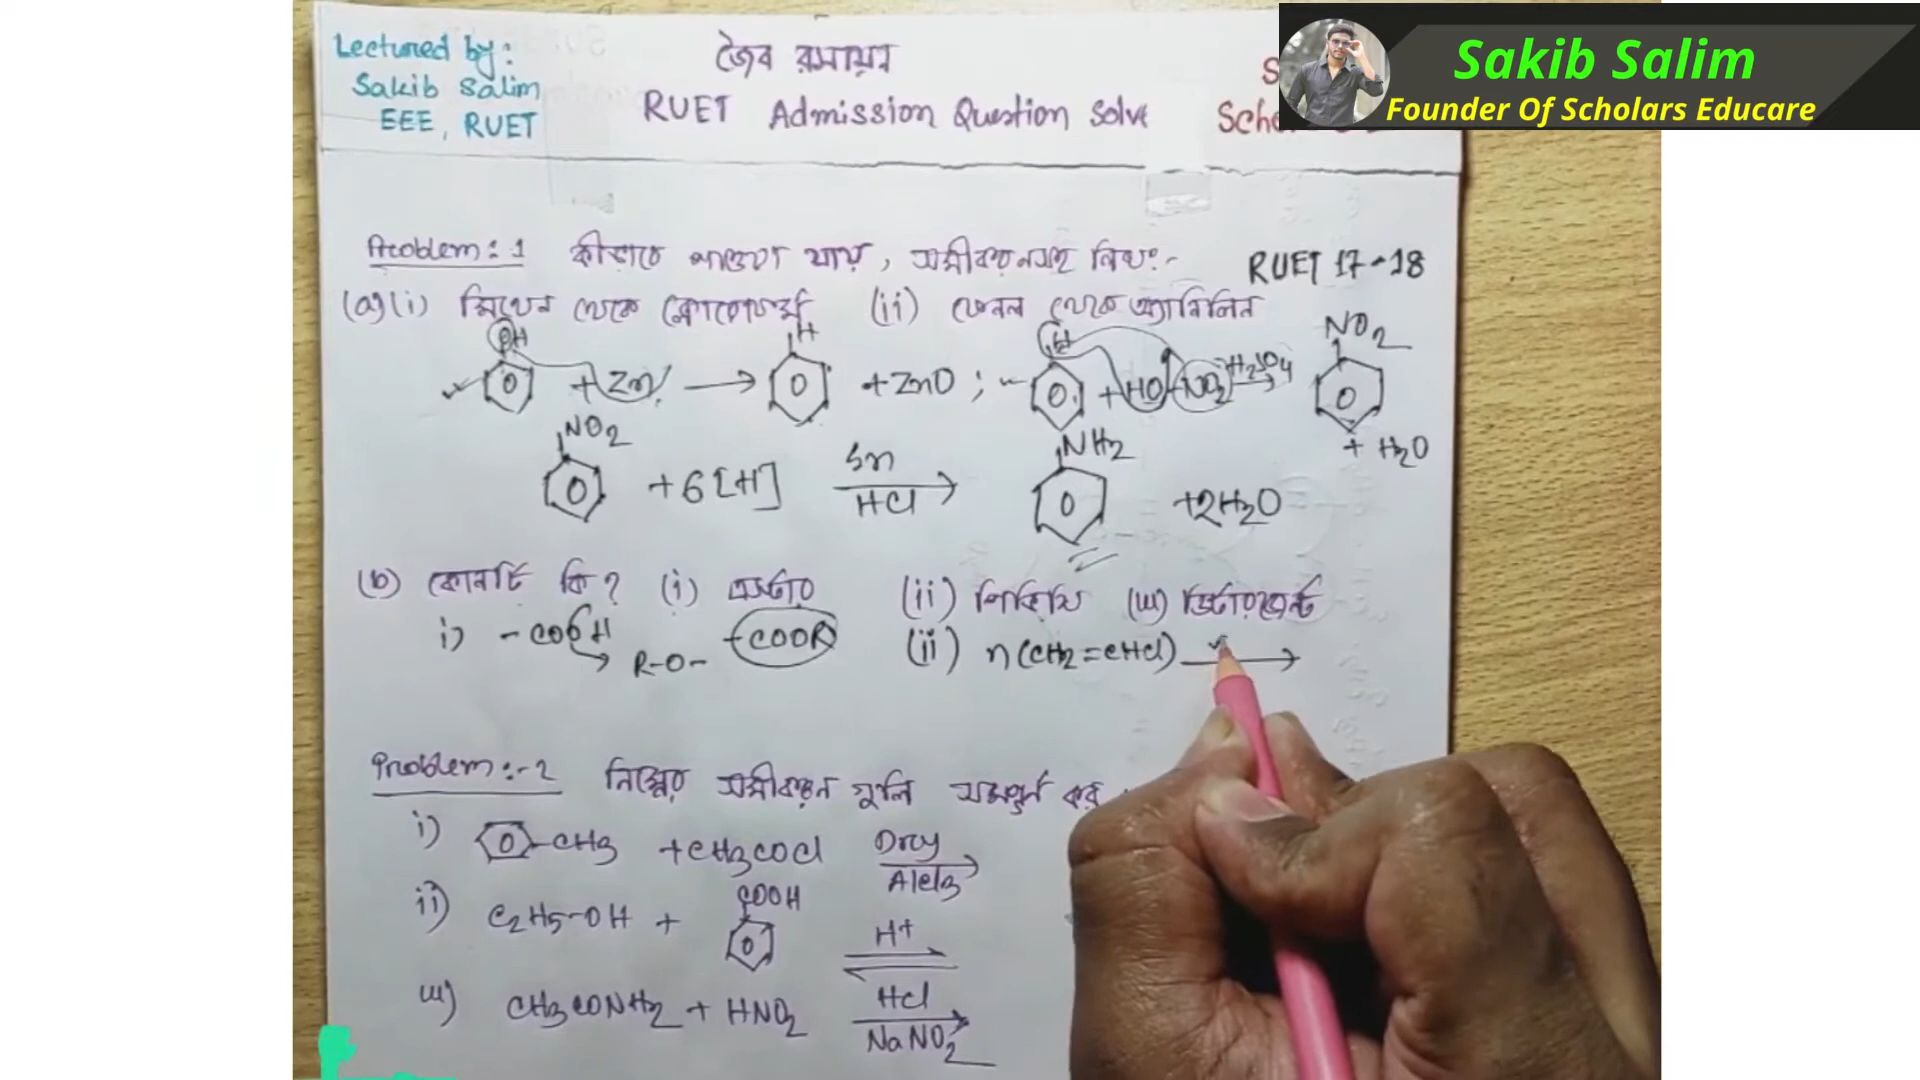 Lectured by:
Sakib Salim
EEE, RUET
জৈব রসায়ন
RUET Admission Question Solve
Sakib Salim
Founder Of Scholars Educare
Problem: 1 কীভাবে পাওয়া যায়, সমীকরণসহ লিখ:-
RUET 17-18
(a) (i) মিথেন থেকে ক্লোরোফর্ম (ii) ফেনল থেকে অ্যানিলিন
OH H H NO2
+ Zn → + ZnO ; + HO-NO2 H2SO4 →
+ H2O
NO2 NH2
+ 6[H] Sn HCl → + 2H2O
(b) কোনটি কি? (i) এস্টার (ii) পিভিসি (iii) ডিটারজেন্ট
i) -COOH R-O- -COOR (ii) n(CH2=CHCl) →
Problem:-2 নিম্নের সমীকরণ গুলি সম্পূর্ণ কর
i) -CH3 + CH3COCl Dry AlCl3 →
ii) C2H5-OH + COOH H+ ⇌
iii) CH3CONH2 + HNO2 HCl NaNO2 →